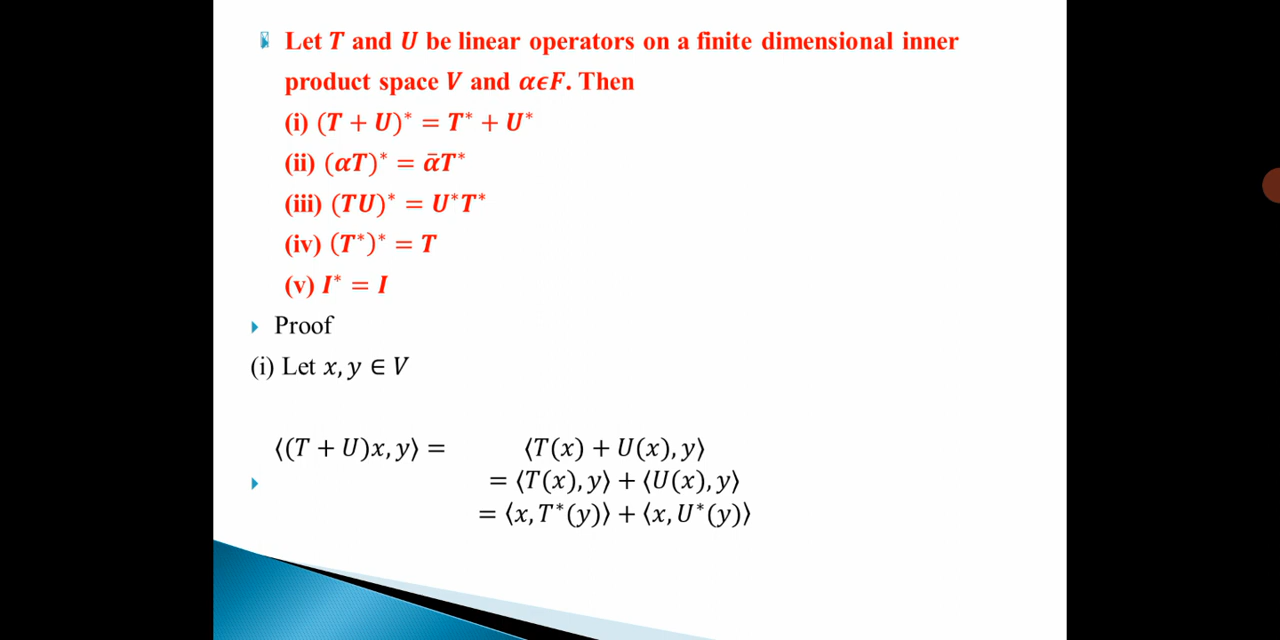 Let T and U be linear operators on a finite dimensional inner
product space V and αϵF. Then
(i) (T + U)* = T* + U*
(ii) (αT)* = ᾱT*
(iii) (TU)* = U*T*
(iv) (T*)* = T
(v) I* = I
Proof
(i) Let x, y ∈ V
⟨(T + U)x, y⟩ = ⟨T(x) + U(x), y⟩
= ⟨T(x), y⟩ + ⟨U(x), y⟩
= ⟨x, T*(y)⟩ + ⟨x, U*(y)⟩